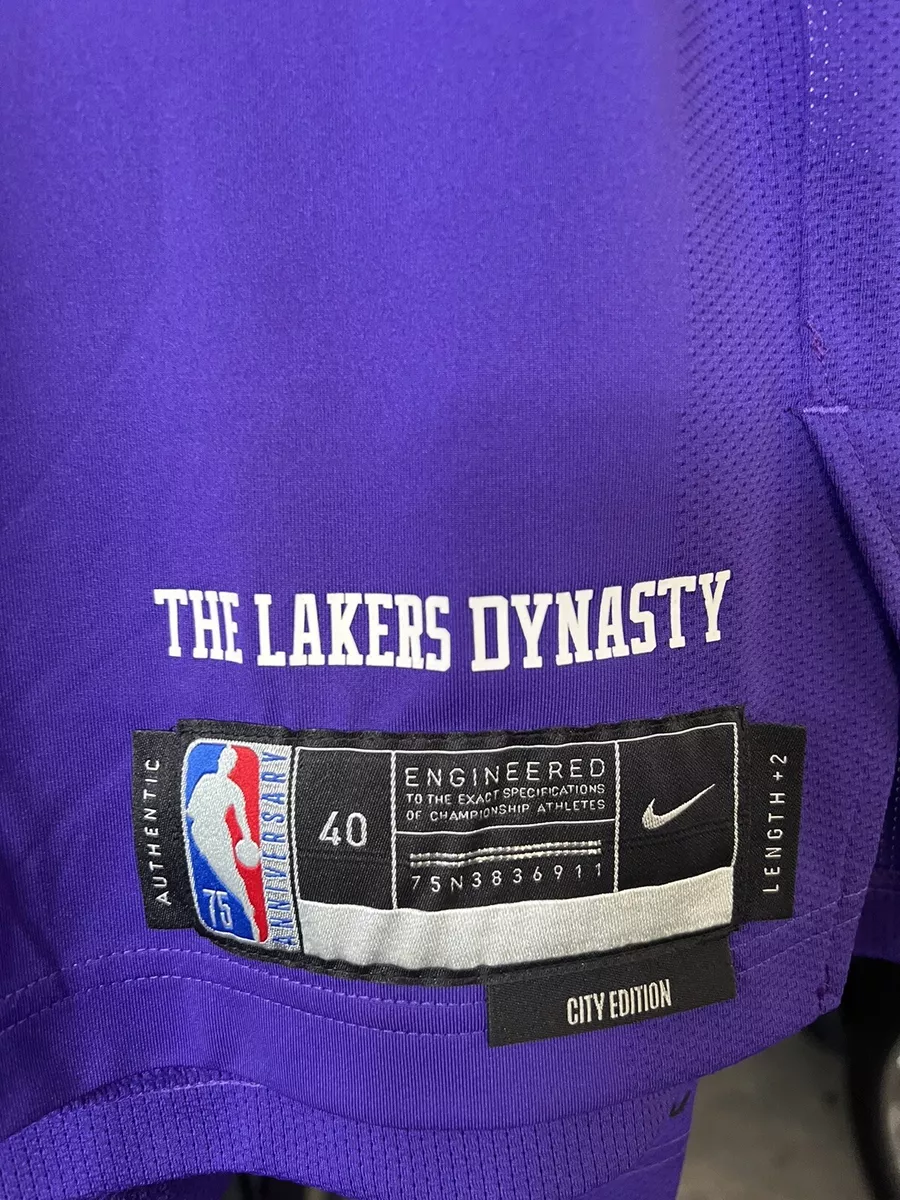 THE LAKERS DYNASTY
AUTHENTIC
75
ANNIVERSARY
40
ENGINEERED
TO THE EXACT SPECIFICATIONS
OF CHAMPIONSHIP ATHLETES
75N3836911
LENGTH +2
CITY EDITION